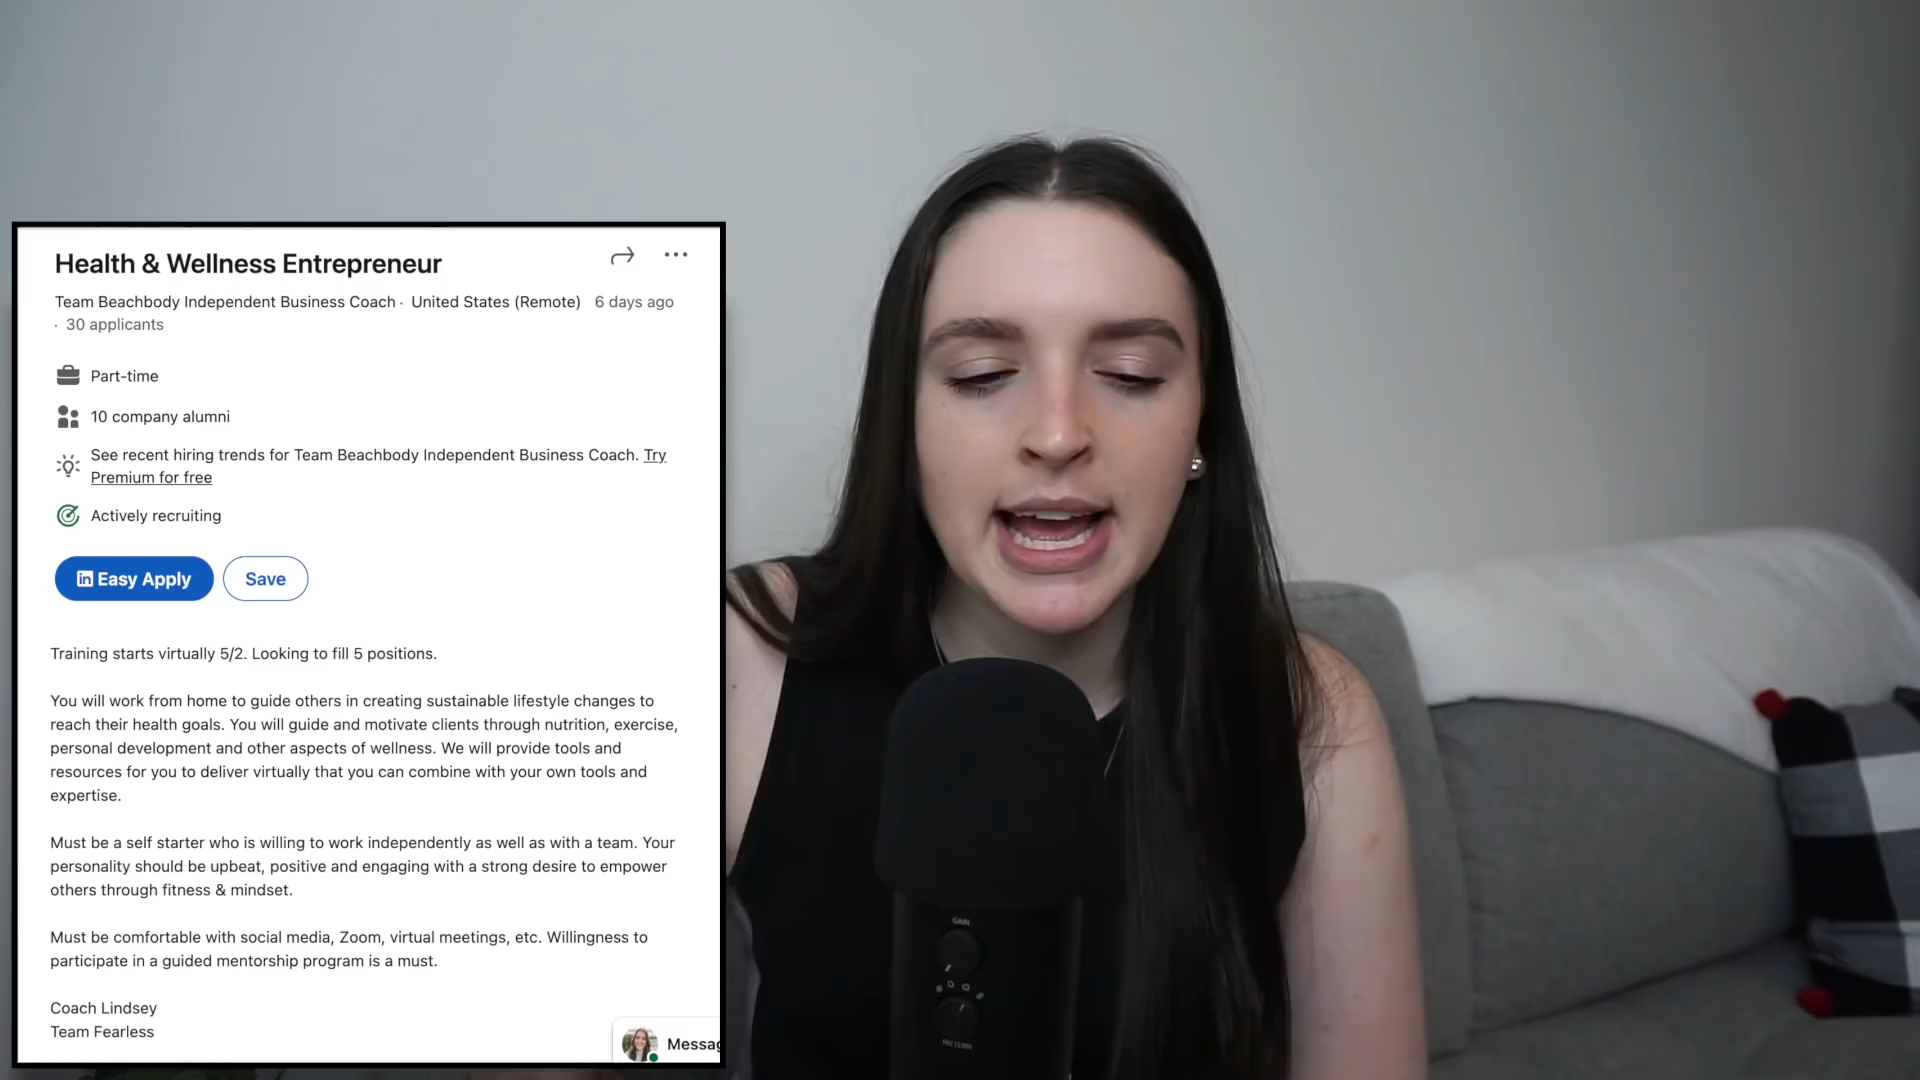 Health & Wellness Entrepreneur
Team Beachbody Independent Business Coach · United States (Remote) 6 days ago
· 30 applicants
Part-time
10 company alumni
See recent hiring trends for Team Beachbody Independent Business Coach. Try
Premium for free
Actively recruiting
in Easy Apply
Save
Training starts virtually 5/2. Looking to fill 5 positions.
You will work from home to guide others in creating sustainable lifestyle changes to
reach their health goals. You will guide and motivate clients through nutrition, exercise,
personal development and other aspects of wellness. We will provide tools and
resources for you to deliver virtually that you can combine with your own tools and
expertise.
Must be a self starter who is willing to work independently as well as with a team. Your
personality should be upbeat, positive and engaging with a strong desire to empower
others through fitness & mindset.
Must be comfortable with social media, Zoom, virtual meetings, etc. Willingness to
participate in a guided mentorship program is a must.
Coach Lindsey
Team Fearless
Messag
GAIN
PATTERN